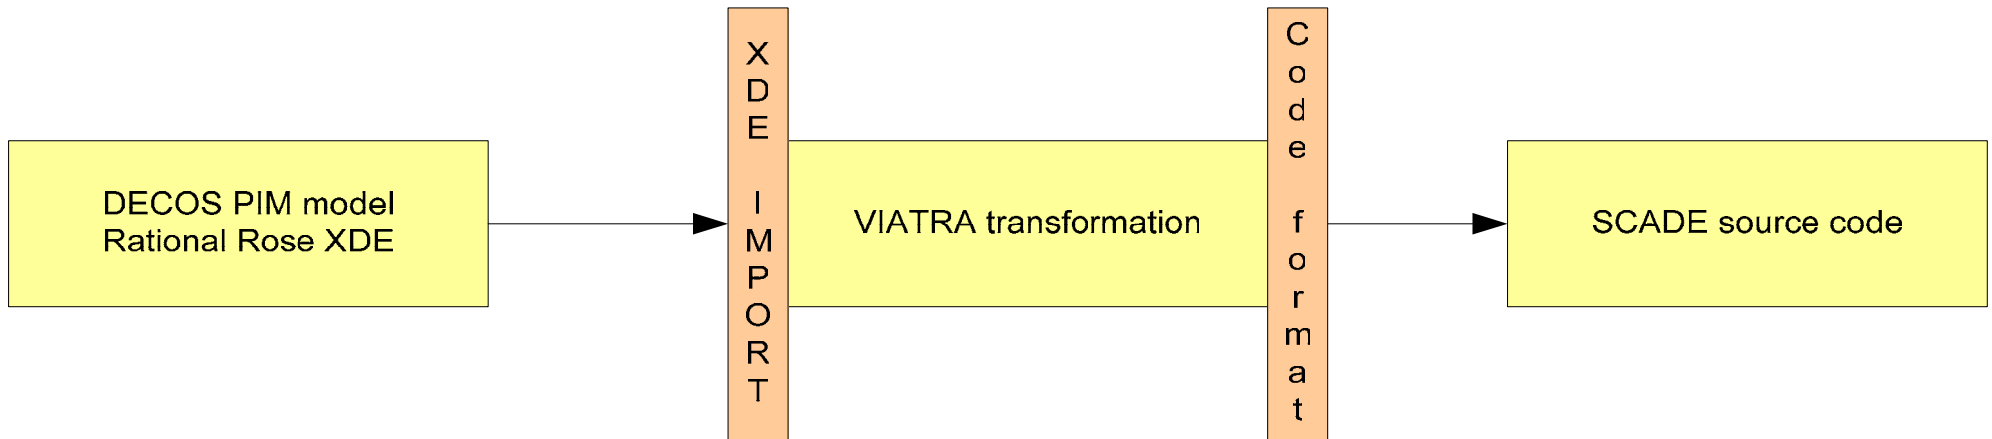 DECOS PIM model
Rational Rose XDE
XDE IMPORT
VIATRA transformation
Code format
SCADE source code